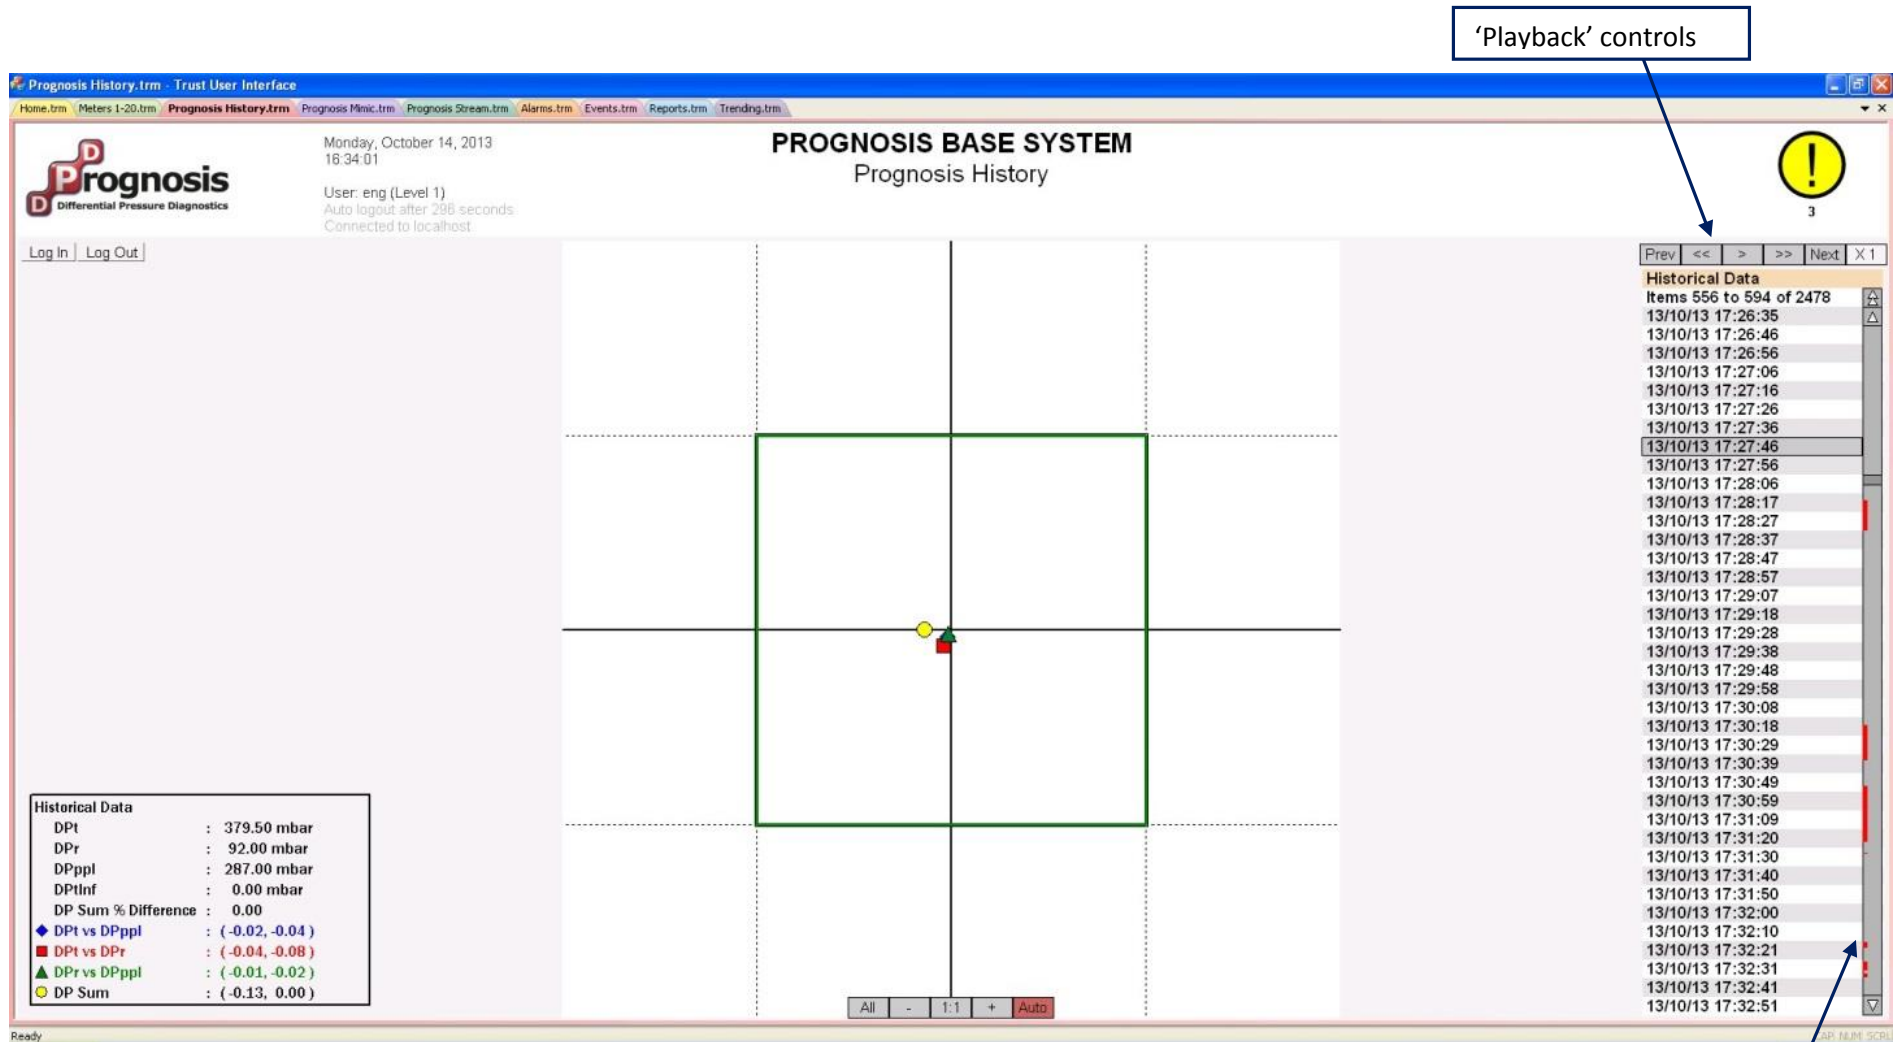 ‘Playback’ controls
Prognosis History.trm - Trust User Interface
Home.trm Meters 1-20.trm Prognosis History.trm Prognosis Mimic.trm Prognosis Stream.trm Alarms.trm Events.trm Reports.trm Trending.trm
D
Prognosis
D
Differential Pressure Diagnostics
Monday, October 14, 2013
16:34:01
User: eng (Level 1)
Auto logout after 296 seconds
Connected to localhost
PROGNOSIS BASE SYSTEM
Prognosis History
!
3
Log In Log Out
Prev << > >> Next X 1
Historical Data
Items 556 to 594 of 2478
13/10/13 17:26:35
13/10/13 17:26:46
13/10/13 17:26:56
13/10/13 17:27:06
13/10/13 17:27:16
13/10/13 17:27:26
13/10/13 17:27:36
13/10/13 17:27:46
13/10/13 17:27:56
13/10/13 17:28:06
13/10/13 17:28:17
13/10/13 17:28:27
13/10/13 17:28:37
13/10/13 17:28:47
13/10/13 17:28:57
13/10/13 17:29:07
13/10/13 17:29:18
13/10/13 17:29:28
13/10/13 17:29:38
13/10/13 17:29:48
13/10/13 17:29:58
13/10/13 17:30:08
13/10/13 17:30:18
13/10/13 17:30:29
13/10/13 17:30:39
13/10/13 17:30:49
13/10/13 17:30:59
13/10/13 17:31:09
13/10/13 17:31:20
13/10/13 17:31:30
13/10/13 17:31:40
13/10/13 17:31:50
13/10/13 17:32:00
13/10/13 17:32:10
13/10/13 17:32:21
13/10/13 17:32:31
13/10/13 17:32:41
13/10/13 17:32:51
Historical Data
DPt : 379.50 mbar
DPr : 92.00 mbar
DPppl : 287.00 mbar
DPtInf : 0.00 mbar
DP Sum % Difference : 0.00
DPt vs DPppl : ( -0.02, -0.04 )
DPt vs DPr : ( -0.04, -0.08 )
DPr vs DPppl : ( -0.01, -0.02 )
DP Sum : ( -0.13, 0.00 )
All - 1:1 + Auto
Ready
CAP NUM SCRL